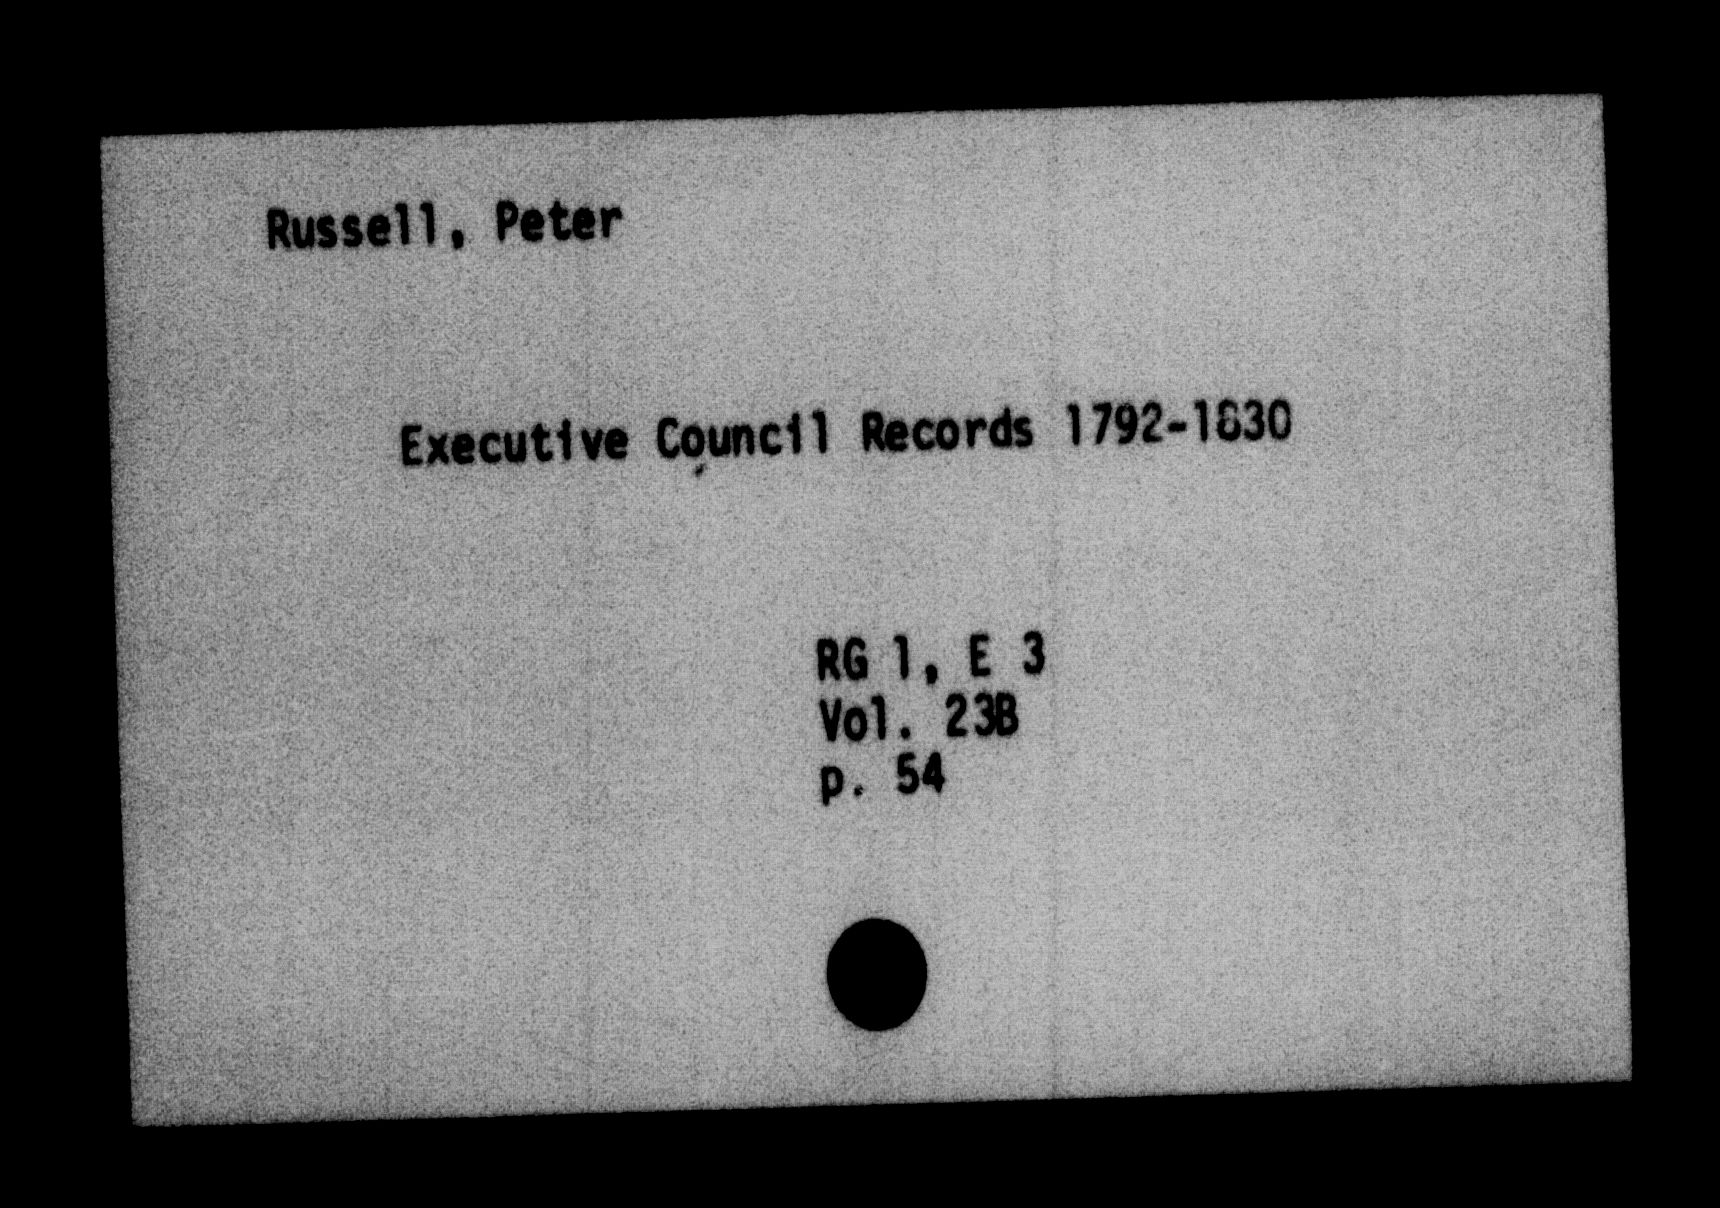 Russell, Peter
Executive Council Records 1792-1830
RG 1, E 3
Vol. 23B
p. 54